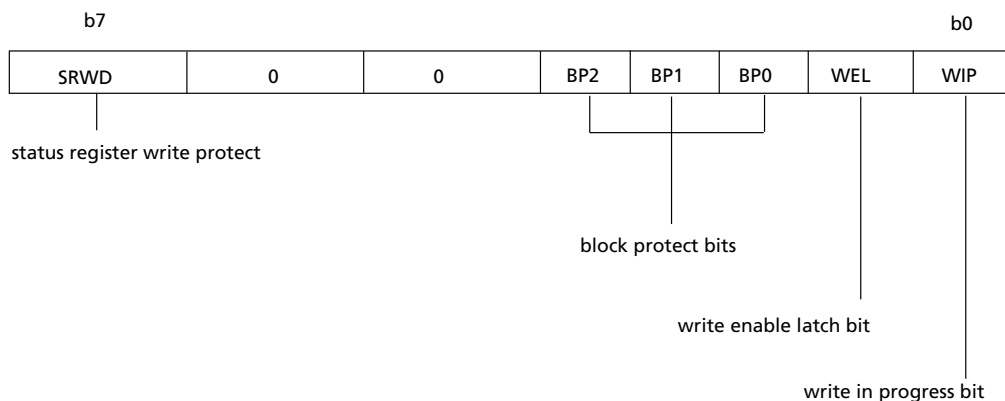 b7 b0
SRWD 0 0 BP2 BP1 BP0 WEL WIP
status register write protect
block protect bits
write enable latch bit
write in progress bit